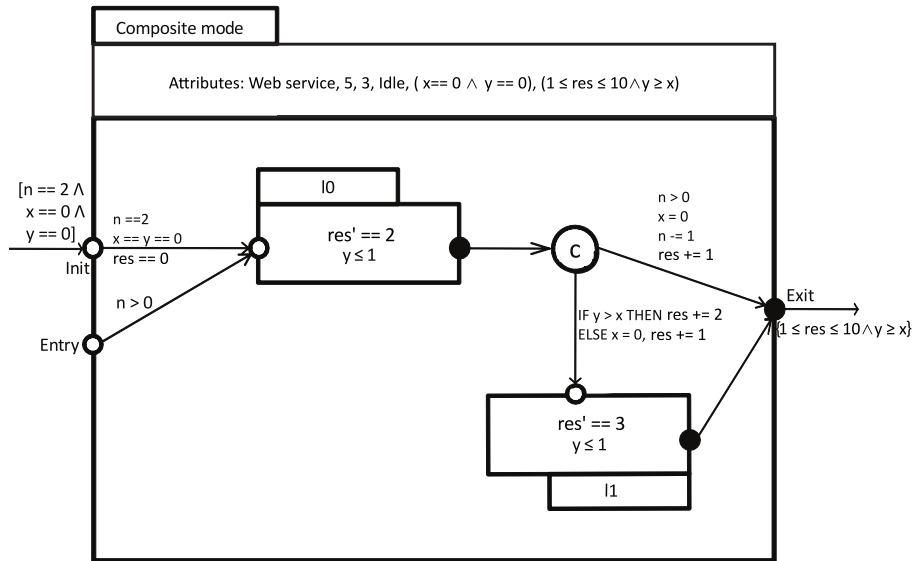 Composite mode
Attributes: Web service, 5, 3, Idle, ( x== 0 ∧ y == 0), (1 ≤ res ≤ 10∧y ≥ x)
[n == 2 Λ
x == 0 Λ
y == 0]
Init
n ==2
x == y == 0
res == 0
n > 0
Entry
l0
res' == 2
y ≤ 1
C
n > 0
x = 0
n -= 1
res += 1
Exit
{1 ≤ res ≤ 10∧y ≥ x}
IF y > x THEN res += 2
ELSE x = 0, res += 1
res' == 3
y ≤ 1
l1